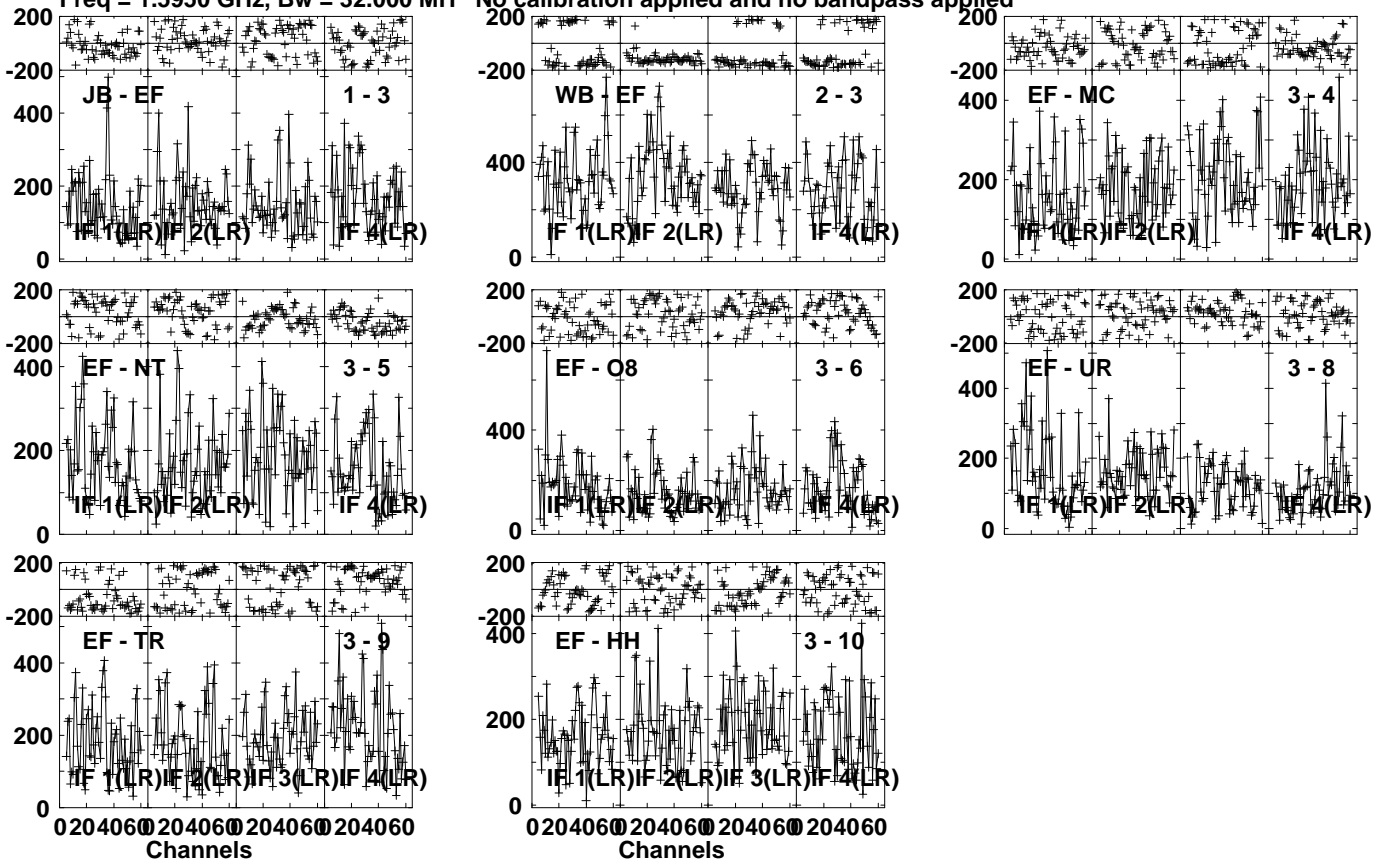 Freq = 1.5950 GHz, Bw = 32.000 MH No calibration applied and no bandpass applied
200
-200
JB - EF 1 - 3
400
200
0
IF 1(LR) IF 2(LR) IF 4(LR)
200
-200
WB - EF 2 - 3
400
0
IF 1(LR) IF 2(LR) IF 4(LR)
200
-200
EF - MC 3 - 4
400
200
0
IF 1(LR) IF 2(LR) IF 4(LR)
200
-200
EF - NT 3 - 5
400
200
0
IF 1(LR) IF 2(LR) IF 4(LR)
200
-200
EF - O8 3 - 6
400
0
IF 1(LR) IF 2(LR) IF 4(LR)
200
-200
EF - UR 3 - 8
400
200
0
IF 1(LR) IF 2(LR) IF 4(LR)
200
-200
EF - TR 3 - 9
400
200
0
IF 1(LR) IF 2(LR) IF 3(LR) IF 4(LR)
0 20 40 60 0 20 40 60 0 20 40 60 0 20 40 60
Channels
200
-200
EF - HH 3 - 10
400
200
0
IF 1(LR) IF 2(LR) IF 3(LR) IF 4(LR)
0 20 40 60 0 20 40 60 0 20 40 60 0 20 40 60
Channels